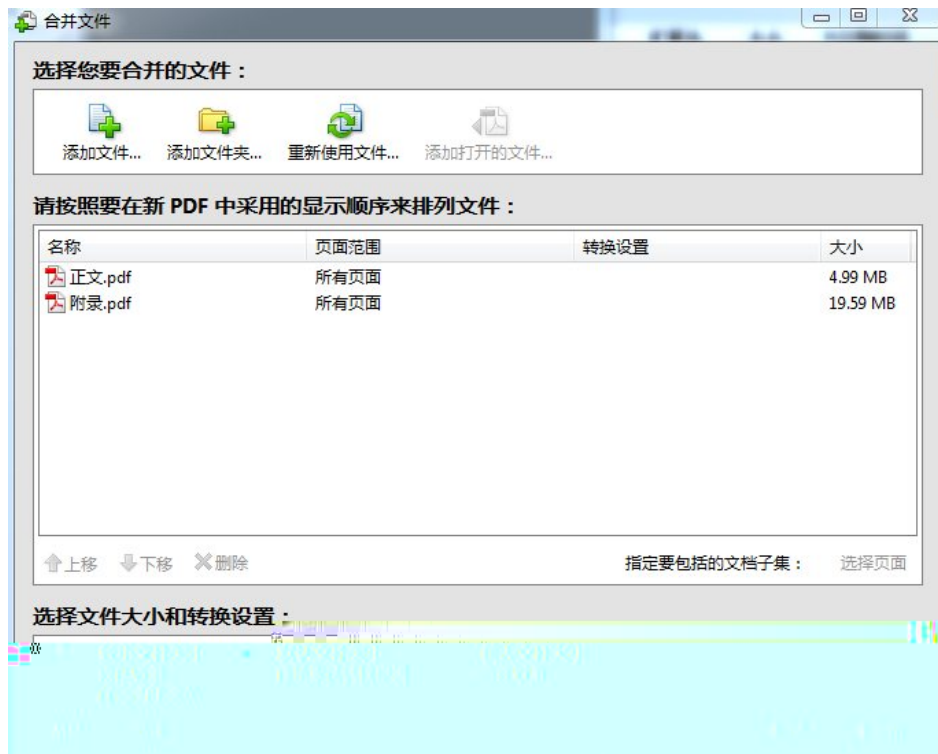 合并文件
选择您要合并的文件：
添加文件... 添加文件夹... 重新使用文件... 添加打开的文件...
请按照要在新 PDF 中采用的显示顺序来排列文件：
名称 页面范围 转换设置 大小
正文.pdf 所有页面 4.99 MB
附录.pdf 所有页面 19.59 MB
上移 下移 删除 指定要包括的文档子集： 选择页面
选择文件大小和转换设置：